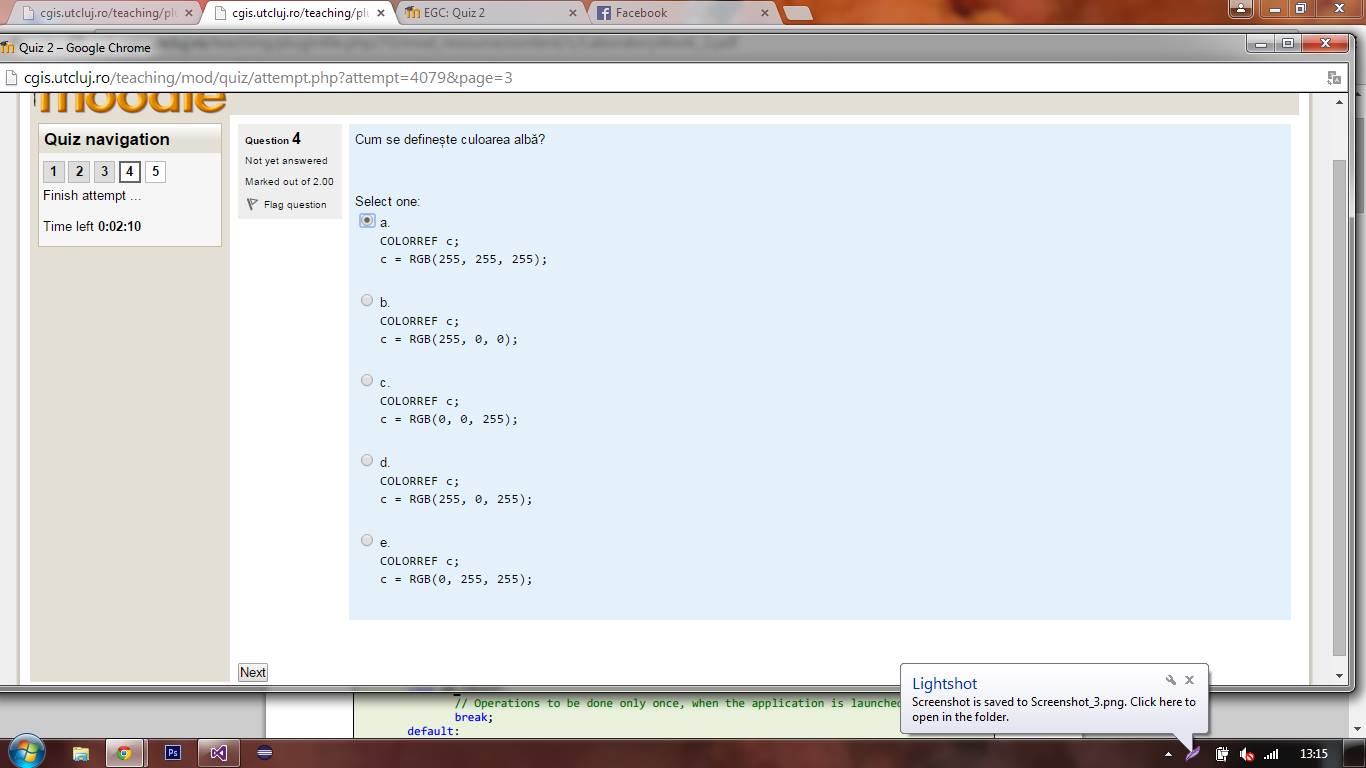 cgis.utcluj.ro/teaching/plu
cgis.utcluj.ro/teaching/plu
EGC: Quiz 2
Facebook
Quiz 2 – Google Chrome
cgis.utcluj.ro/teaching/mod/quiz/attempt.php?attempt=4079&page=3
moodle
Quiz navigation
1 2 3 4 5
Finish attempt ...
Time left 0:02:10
Question 4
Not yet answered
Marked out of 2.00
Flag question
Cum se definește culoarea albă?
Select one:
a.
COLORREF c;
c = RGB(255, 255, 255);
b.
COLORREF c;
c = RGB(255, 0, 0);
c.
COLORREF c;
c = RGB(0, 0, 255);
d.
COLORREF c;
c = RGB(255, 0, 255);
e.
COLORREF c;
c = RGB(0, 255, 255);
Next
// Operations to be done only once, when the application is launched
break;
default:
Lightshot
Screenshot is saved to Screenshot_3.png. Click here to
open in the folder.
Ps
13:15